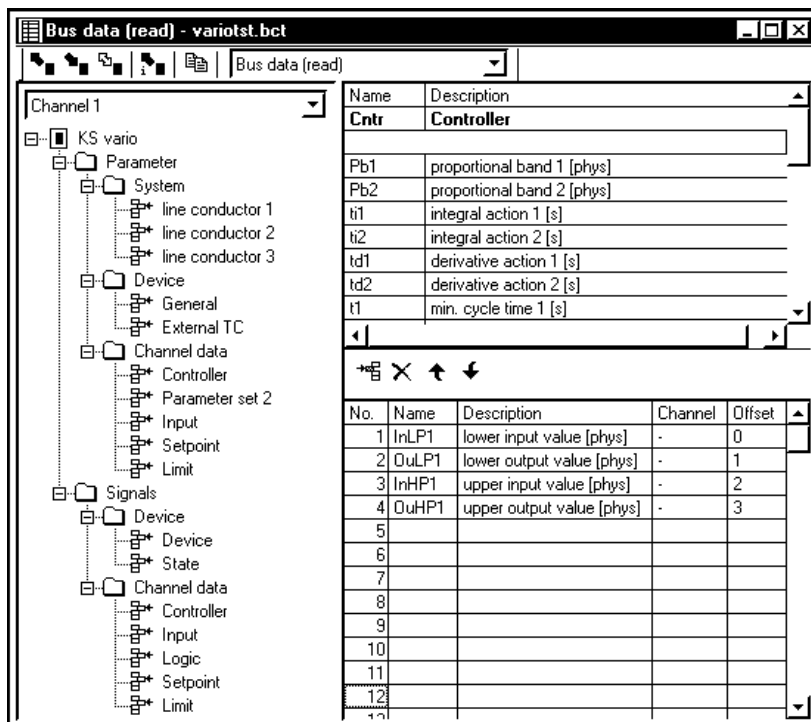 Bus data (read) - variotst.bct
Bus data (read)
Channel 1
KS vario
Parameter
System
line conductor 1
line conductor 2
line conductor 3
Device
General
External TC
Channel data
Controller
Parameter set 2
Input
Setpoint
Limit
Signals
Device
Device
State
Channel data
Controller
Input
Logic
Setpoint
Limit
Name Description
Cntr Controller
Pb1 proportional band 1 [phys]
Pb2 proportional band 2 [phys]
ti1 integral action 1 [s]
ti2 integral action 2 [s]
td1 derivative action 1 [s]
td2 derivative action 2 [s]
t1 min. cycle time 1 [s]
No. Name Description Channel Offset
1 InLP1 lower input value [phys] - 0
2 OuLP1 lower output value [phys] - 1
3 InHP1 upper input value [phys] - 2
4 OuHP1 upper output value [phys] - 3
5
6
7
8
9
10
11
12